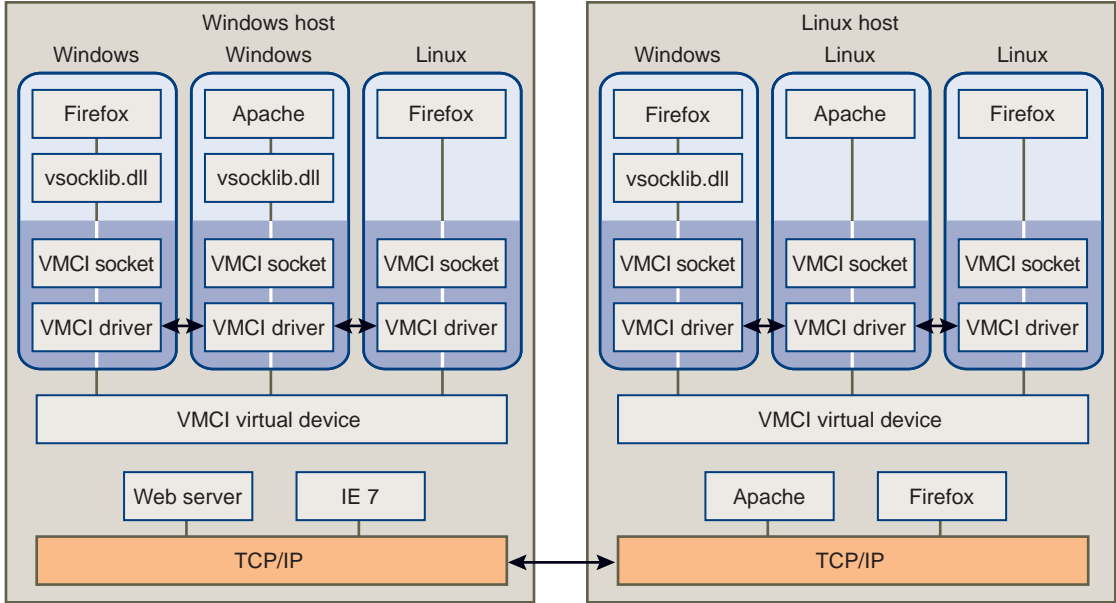 Windows host
Windows
Windows
Linux
Firefox
Apache
Firefox
vsocklib.dll
vsocklib.dll
VMCI socket
VMCI socket
VMCI socket
VMCI driver
VMCI driver
VMCI driver
VMCI virtual device
Web server
IE 7
TCP/IP
Linux host
Windows
Linux
Linux
Firefox
Apache
Firefox
vsocklib.dll
VMCI socket
VMCI socket
VMCI socket
VMCI driver
VMCI driver
VMCI driver
VMCI virtual device
Apache
Firefox
TCP/IP